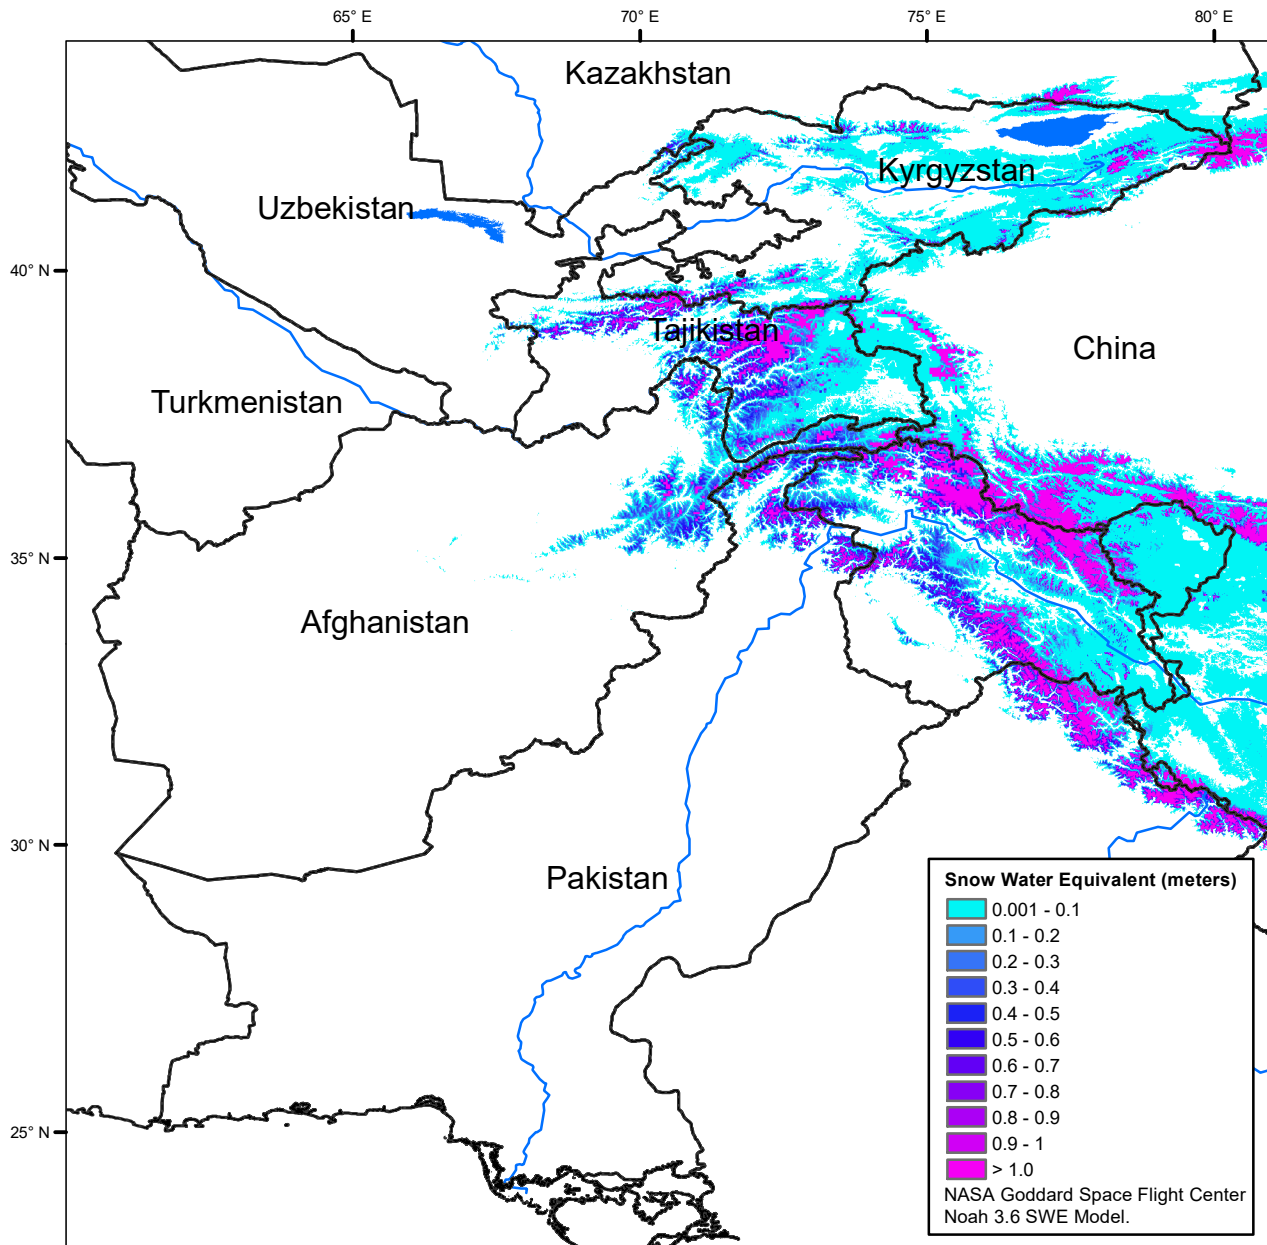 65° E
70° E
75° E
80° E
Kazakhstan
Kyrgyzstan
Uzbekistan
40° N
Tajikistan
China
Turkmenistan
35° N
Afghanistan
30° N
Pakistan
25° N
Snow Water Equivalent (meters)
0.001 - 0.1
0.1 - 0.2
0.2 - 0.3
0.3 - 0.4
0.4 - 0.5
0.5 - 0.6
0.6 - 0.7
0.7 - 0.8
0.8 - 0.9
0.9 - 1
> 1.0
NASA Goddard Space Flight Center
Noah 3.6 SWE Model.